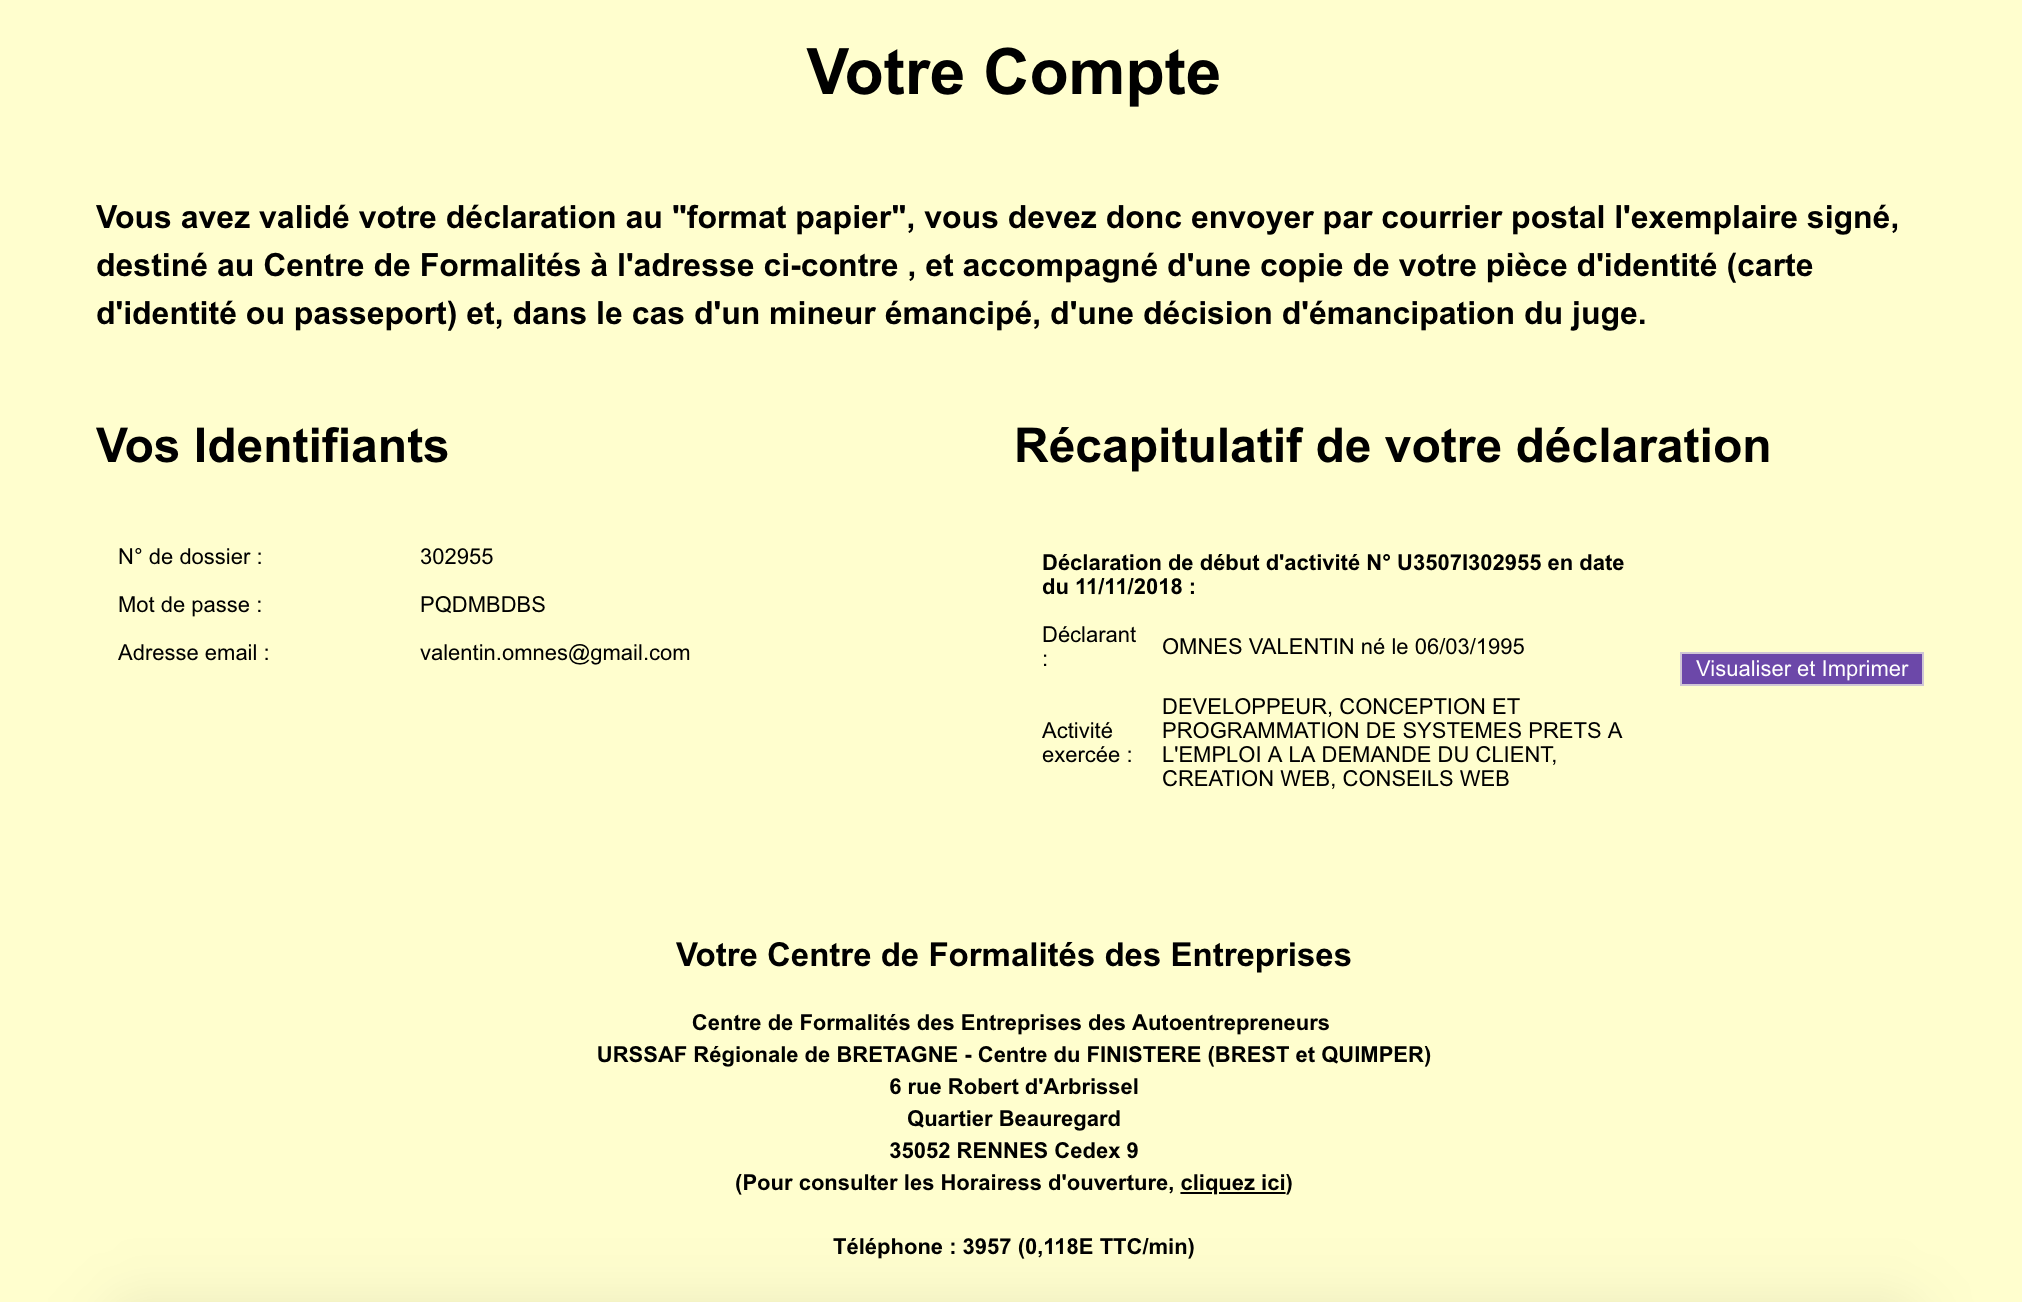 Votre Compte
Vous avez validé votre déclaration au "format papier", vous devez donc envoyer par courrier postal l'exemplaire signé,
destiné au Centre de Formalités à l'adresse ci-contre , et accompagné d'une copie de votre pièce d'identité (carte
d'identité ou passeport) et, dans le cas d'un mineur émancipé, d'une décision d'émancipation du juge.
Vos Identifiants
N° de dossier : 302955
Mot de passe : PQDMBDBS
Adresse email : valentin.omnes@gmail.com
Récapitulatif de votre déclaration
Déclaration de début d'activité N° U3507I302955 en date
du 11/11/2018 :
Déclarant
:
OMNES VALENTIN né le 06/03/1995
Activité
exercée :
DEVELOPPEUR, CONCEPTION ET
PROGRAMMATION DE SYSTEMES PRETS A
L'EMPLOI A LA DEMANDE DU CLIENT,
CREATION WEB, CONSEILS WEB
Visualiser et Imprimer
Votre Centre de Formalités des Entreprises
Centre de Formalités des Entreprises des Autoentrepreneurs
URSSAF Régionale de BRETAGNE - Centre du FINISTERE (BREST et QUIMPER)
6 rue Robert d'Arbrissel
Quartier Beauregard
35052 RENNES Cedex 9
(Pour consulter les Horairess d'ouverture, cliquez ici)
Téléphone : 3957 (0,118E TTC/min)